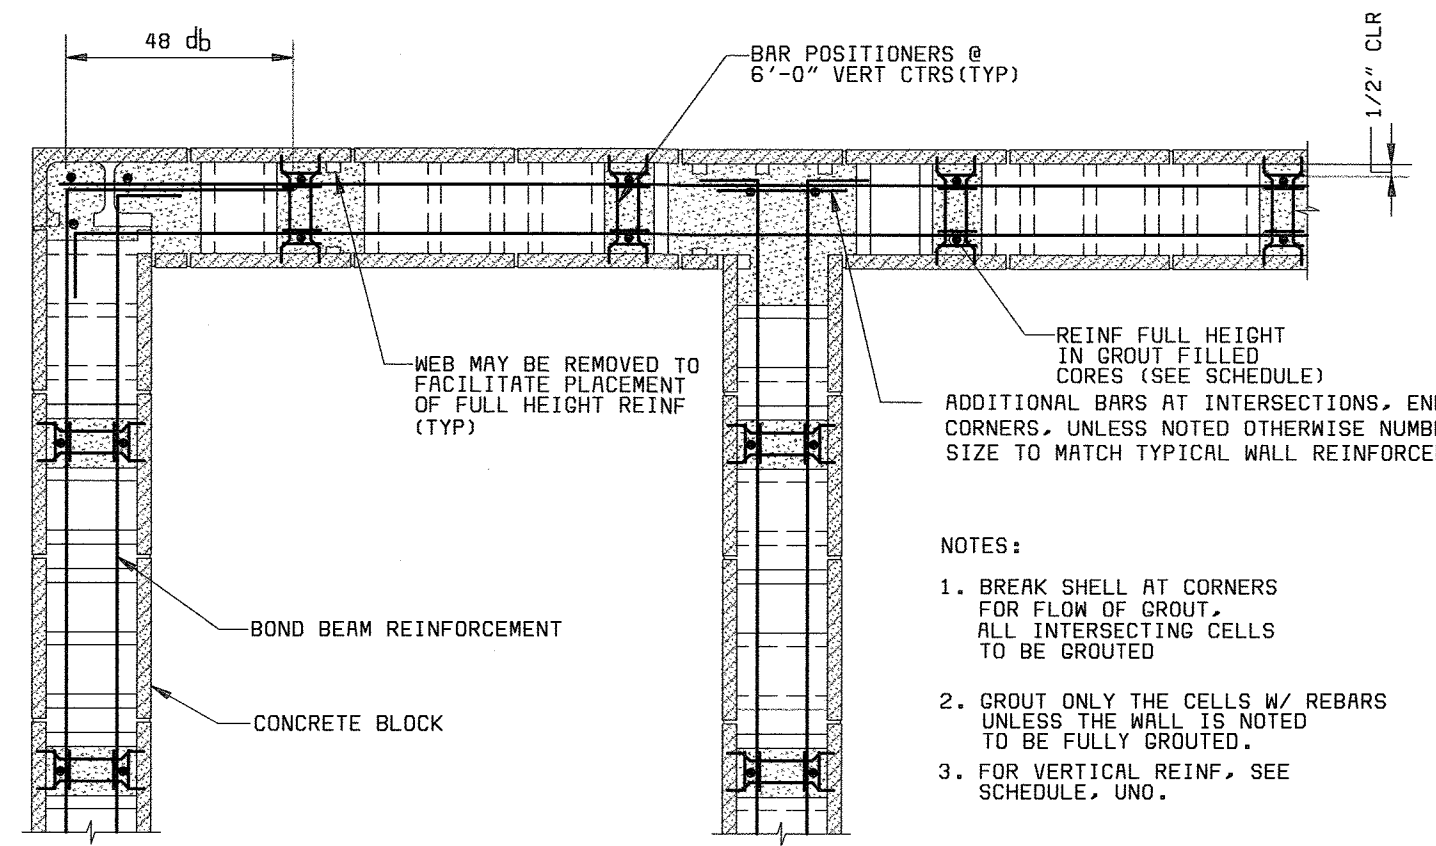 48 db
BAR POSITIONERS @
6'-0" VERT CTRS(TYP)
1/2" CLR
WEB MAY BE REMOVED TO
FACILITATE PLACEMENT
OF FULL HEIGHT REINF
(TYP)
REINF FULL HEIGHT
IN GROUT FILLED
CORES (SEE SCHEDULE)
ADDITIONAL BARS AT INTERSECTIONS,
CORNERS, UNLESS NOTED OTHERWISE
SIZE TO MATCH TYPICAL WALL
BOND BEAM REINFORCEMENT
CONCRETE BLOCK
NOTES:
1. BREAK SHELL AT CORNERS
FOR FLOW OF GROUT,
ALL INTERSECTING CELLS
TO BE GROUTED
2. GROUT ONLY THE CELLS W/ REBARS
UNLESS THE WALL IS NOTED
TO BE FULLY GROUTED.
3. FOR VERTICAL REINF, SEE
SCHEDULE, UNO.